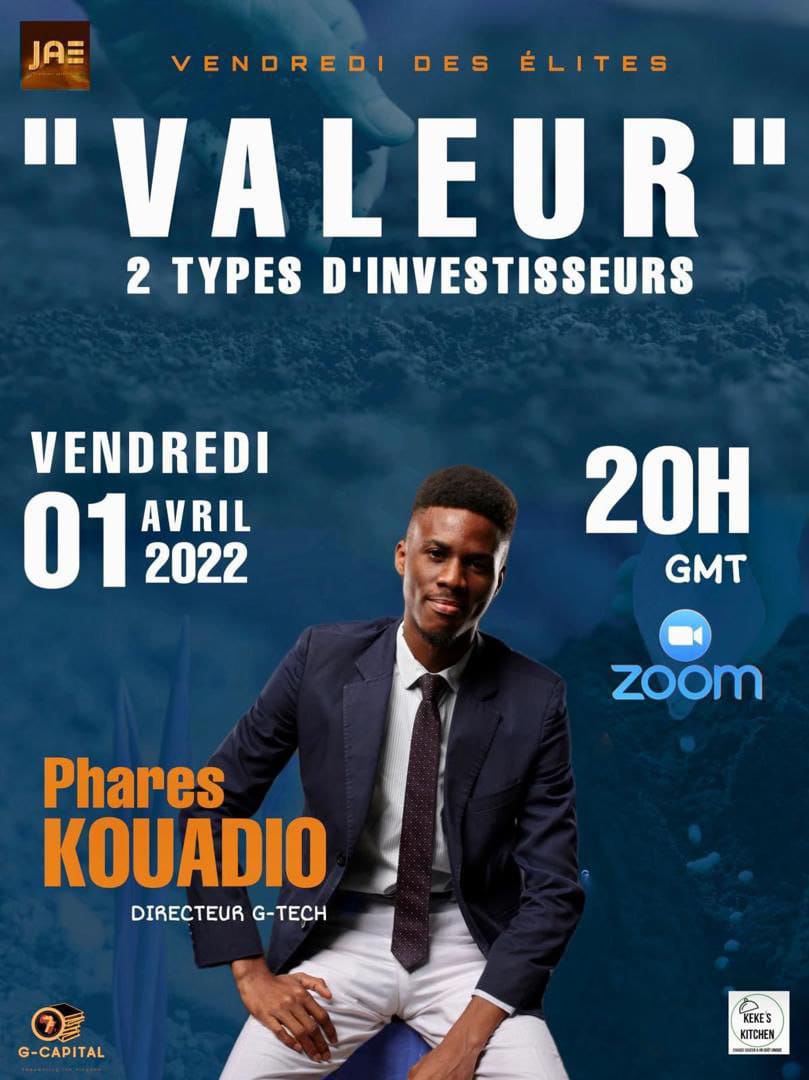 JAE
VENDREDI DES ÉLITES
"VALEUR"
2 TYPES D'INVESTISSEURS
VENDREDI
01 AVRIL
2022
20H
GMT
zoom
Phares
KOUADIO
DIRECTEUR G-TECH
G-CAPITAL
KEKE'S
KITCHEN